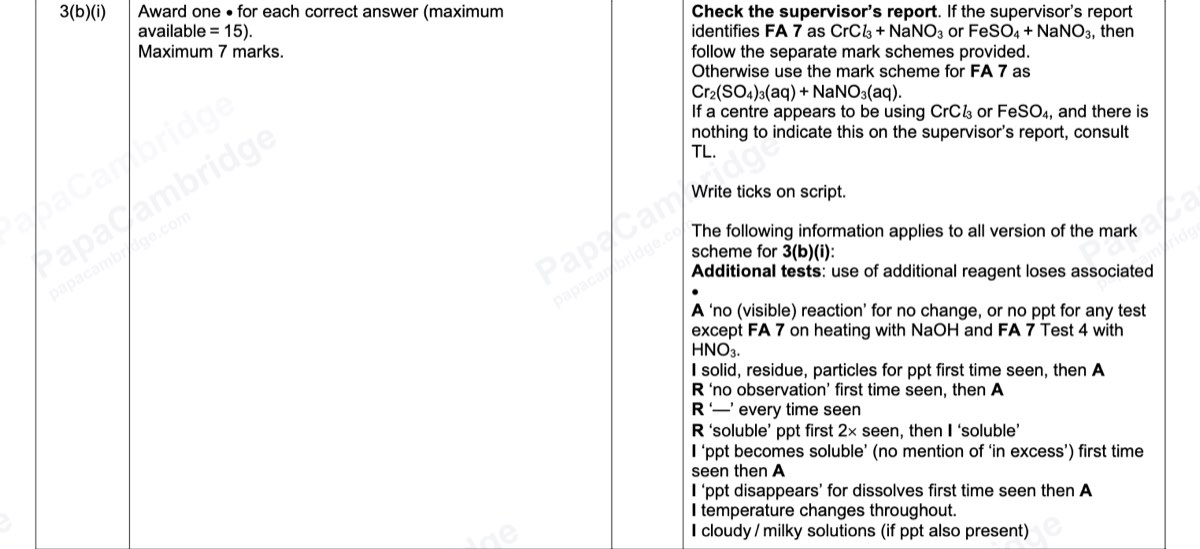 3(b)(i)
Award one • for each correct answer (maximum
available = 15).
Maximum 7 marks.
Check the supervisor's report. If the supervisor's report
identifies FA 7 as CrCl₃ + NaNO₃ or FeSO₄ + NaNO₃, then
follow the separate mark schemes provided.
Otherwise use the mark scheme for FA 7 as
Cr₂(SO₄)₃(aq) + NaNO₃(aq).
If a centre appears to be using CrCl₃ or FeSO₄, and there is
nothing to indicate this on the supervisor's report, consult
TL.
Write ticks on script.
The following information applies to all version of the mark
scheme for 3(b)(i):
Additional tests: use of additional reagent loses associated
•
A 'no (visible) reaction' for no change, or no ppt for any test
except FA 7 on heating with NaOH and FA 7 Test 4 with
HNO₃.
I solid, residue, particles for ppt first time seen, then A
R 'no observation' first time seen, then A
R '—' every time seen
R 'soluble' ppt first 2× seen, then I 'soluble'
I 'ppt becomes soluble' (no mention of 'in excess') first time
seen then A
I 'ppt disappears' for dissolves first time seen then A
I temperature changes throughout.
I cloudy / milky solutions (if ppt also present)
PapaCambridge
PapaCambridge
papacambridge.com
PapaCambridge
papacambridge.com